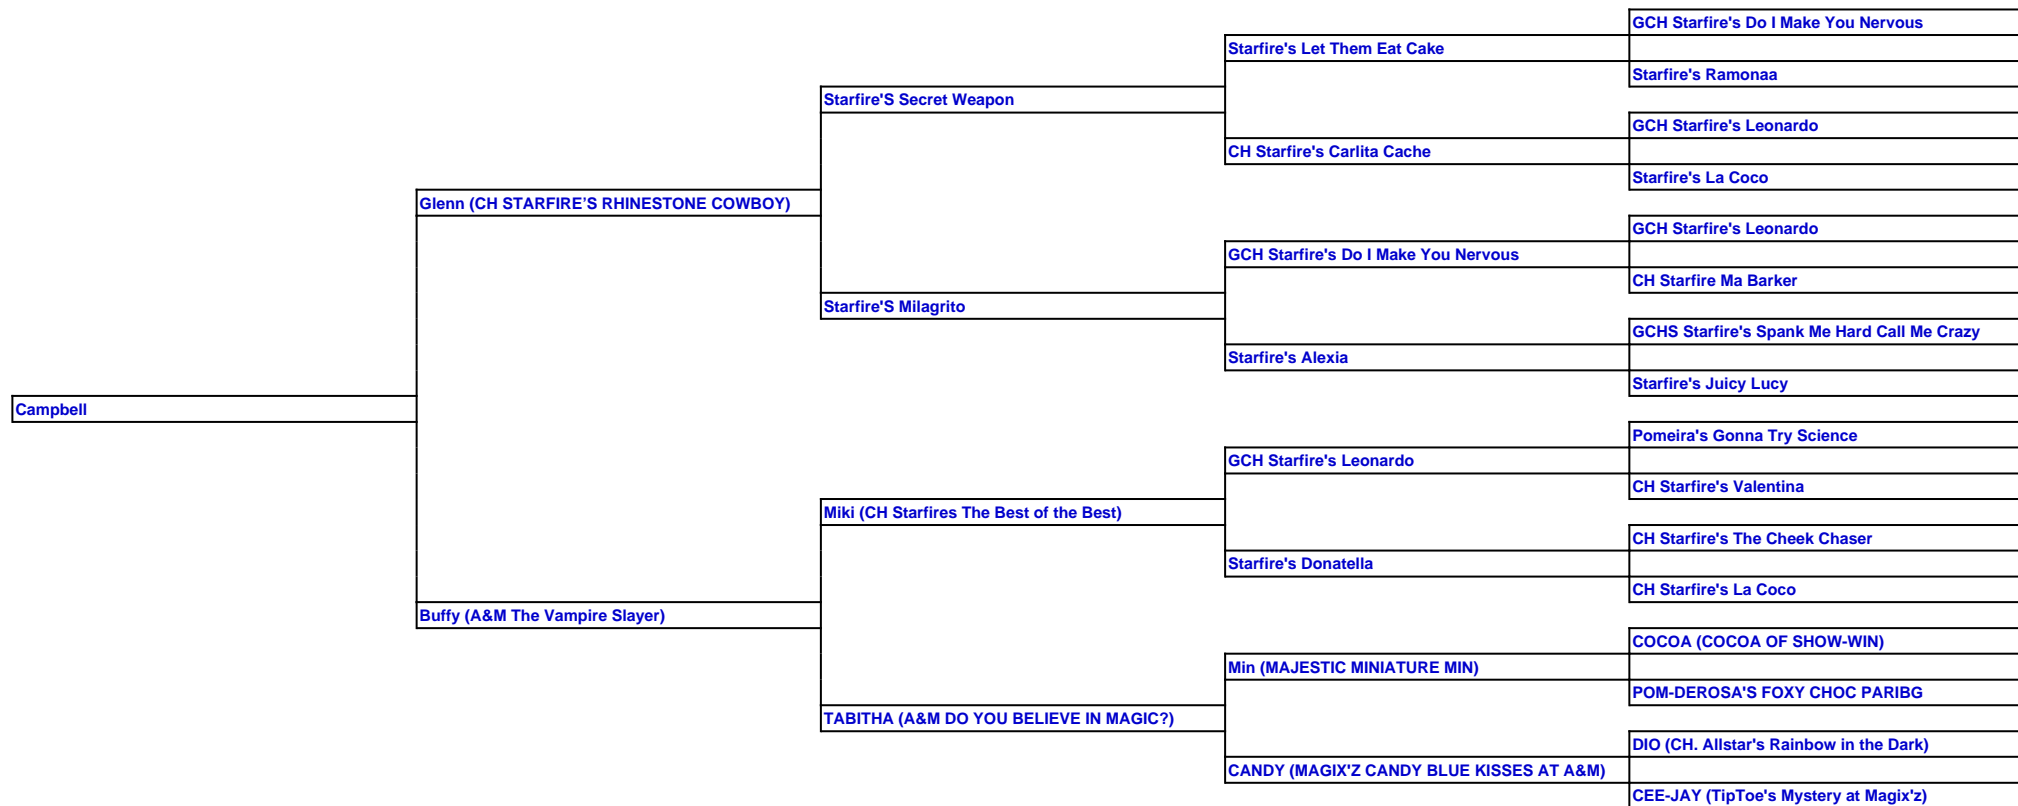 GCH Starfire's Do I Make You Nervous
Starfire's Let Them Eat Cake
Starfire's Ramonaa
Starfire'S Secret Weapon
GCH Starfire's Leonardo
CH Starfire's Carlita Cache
Starfire's La Coco
Glenn (CH STARFIRE’S RHINESTONE COWBOY)
GCH Starfire's Leonardo
GCH Starfire's Do I Make You Nervous
CH Starfire Ma Barker
Starfire'S Milagrito
GCHS Starfire's Spank Me Hard Call Me Crazy
Starfire's Alexia
Starfire's Juicy Lucy
Campbell
Pomeira's Gonna Try Science
GCH Starfire's Leonardo
CH Starfire's Valentina
Miki (CH Starfires The Best of the Best)
CH Starfire's The Cheek Chaser
Starfire's Donatella
CH Starfire's La Coco
Buffy (A&M The Vampire Slayer)
COCOA (COCOA OF SHOW-WIN)
Min (MAJESTIC MINIATURE MIN)
POM-DEROSA'S FOXY CHOC PARIBG
TABITHA (A&M DO YOU BELIEVE IN MAGIC?)
DIO (CH. Allstar's Rainbow in the Dark)
CANDY (MAGIX'Z CANDY BLUE KISSES AT A&M)
CEE-JAY (TipToe's Mystery at Magix'z)